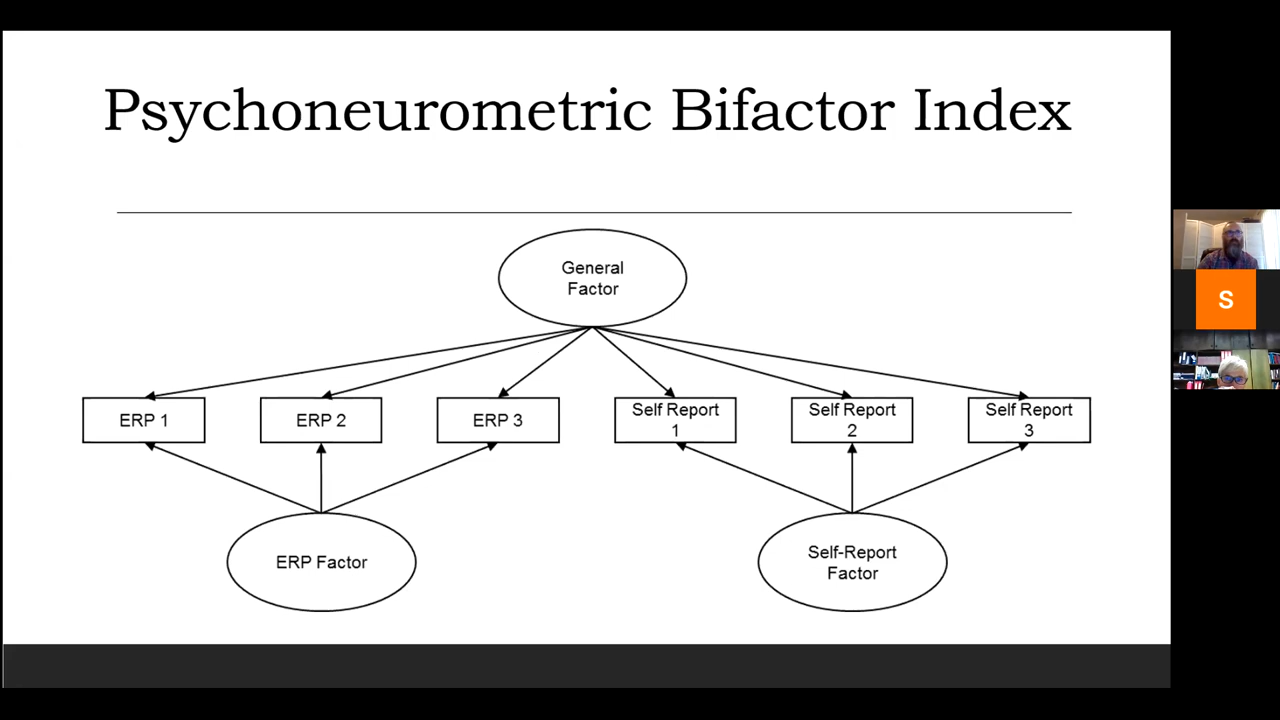 Psychoneurometric Bifactor Index
General
Factor
ERP 1
ERP 2
ERP 3
Self Report
1
Self Report
2
Self Report
3
ERP Factor
Self-Report
Factor
S